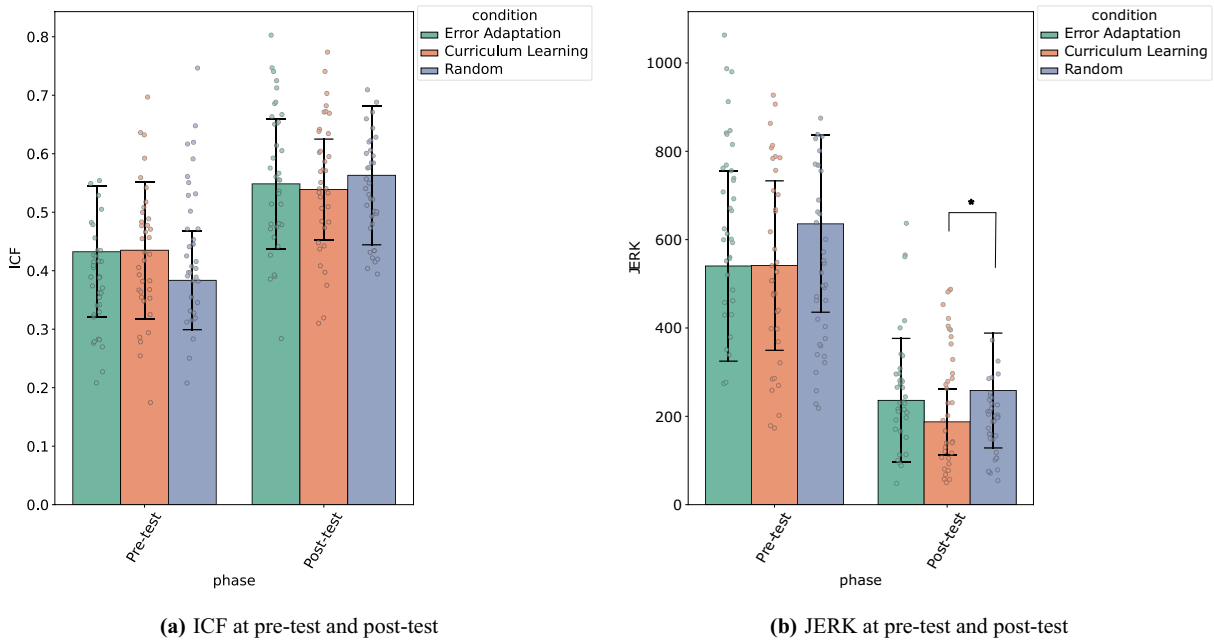 condition
Error Adaptation
Curriculum Learning
Random
0.8
0.7
0.6
0.5
0.4
0.3
0.2
0.1
0.0
ICF
Pre-test
Post-test
phase
(a) ICF at pre-test and post-test
condition
Error Adaptation
Curriculum Learning
Random
1000
800
600
400
200
0
JERK
*
Pre-test
Post-test
phase
(b) JERK at pre-test and post-test